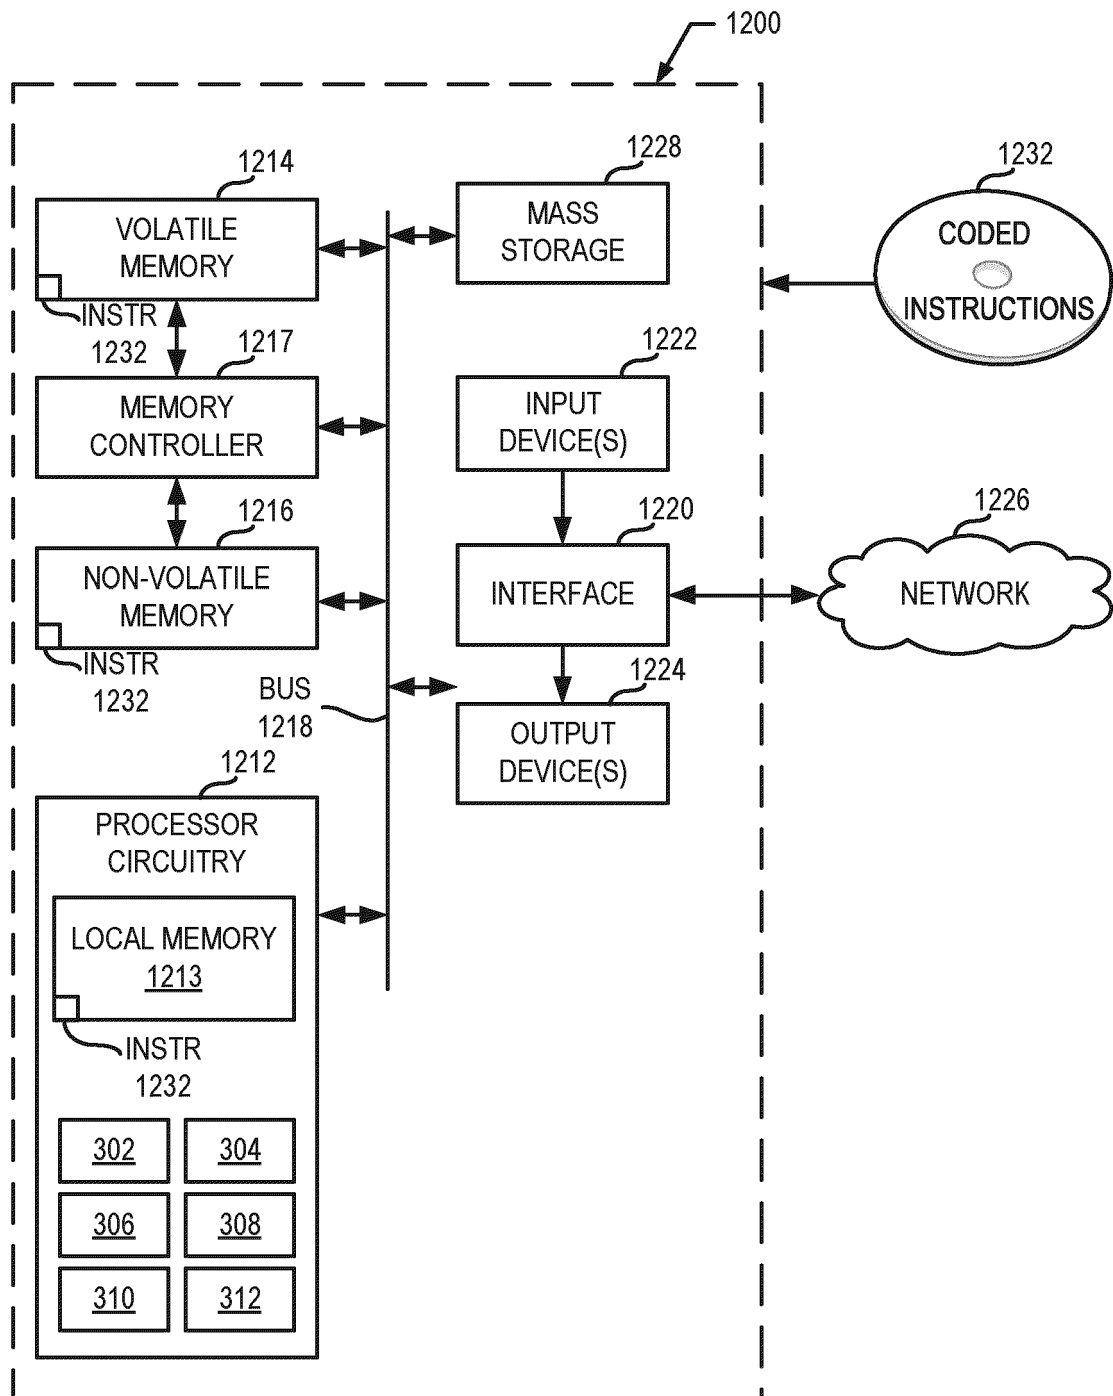 1200
1214
VOLATILE
MEMORY
INSTR
1232
1217
MEMORY
CONTROLLER
1216
NON-VOLATILE
MEMORY
INSTR
1232
BUS
1218
1212
PROCESSOR
CIRCUITRY
LOCAL MEMORY
1213
INSTR
1232
302
304
306
308
310
312
1228
MASS
STORAGE
1222
INPUT
DEVICE(S)
1220
INTERFACE
1224
OUTPUT
DEVICE(S)
1232
CODED
INSTRUCTIONS
1226
NETWORK